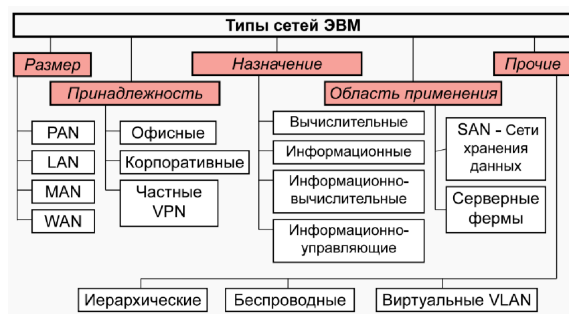 Типы сетей ЭВМ
Размер
Назначение
Прочие
Принадлежность
Область применения
PAN
LAN
MAN
WAN
Офисные
Корпоративные
Частные
VPN
Вычислительные
Информационные
Информационно-
вычислительные
Информационно-
управляющие
SAN - Сети
хранения
данных
Серверные
фермы
Иерархические
Беспроводные
Виртуальные VLAN